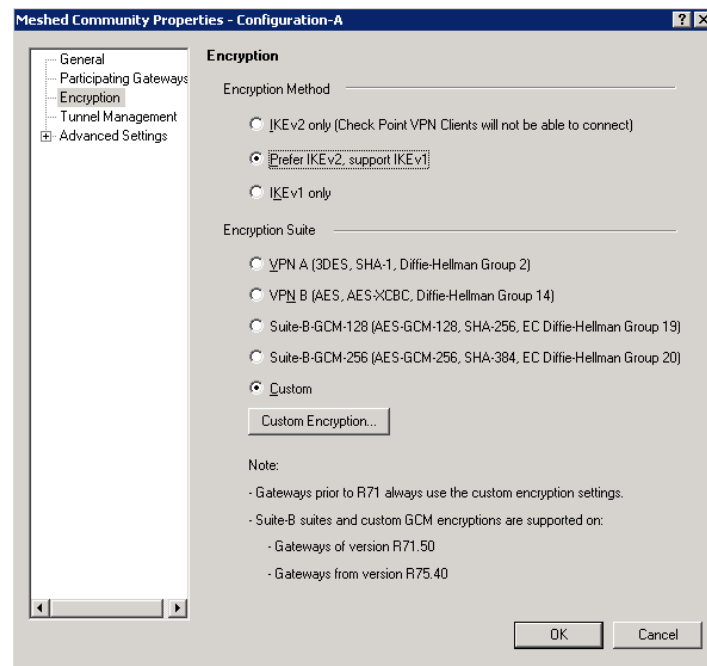 Meshed Community Properties - Configuration-A
General
Participating Gateways
Encryption
Tunnel Management
Advanced Settings
Encryption
Encryption Method
IKEv2 only (Check Point VPN Clients will not be able to connect)
Prefer IKEv2, support IKEv1
IKEv1 only
Encryption Suite
VPN A (3DES, SHA-1, Diffie-Hellman Group 2)
VPN B (AES, AES-XCBC, Diffie-Hellman Group 14)
Suite-B-GCM-128 (AES-GCM-128, SHA-256, EC Diffie-Hellman Group 19)
Suite-B-GCM-256 (AES-GCM-256, SHA-384, EC Diffie-Hellman Group 20)
Custom
Custom Encryption...
Note:
- Gateways prior to R71 always use the custom encryption settings.
- Suite-B suites and custom GCM encryptions are supported on:
- Gateways of version R71.50
- Gateways from version R75.40
OK Cancel